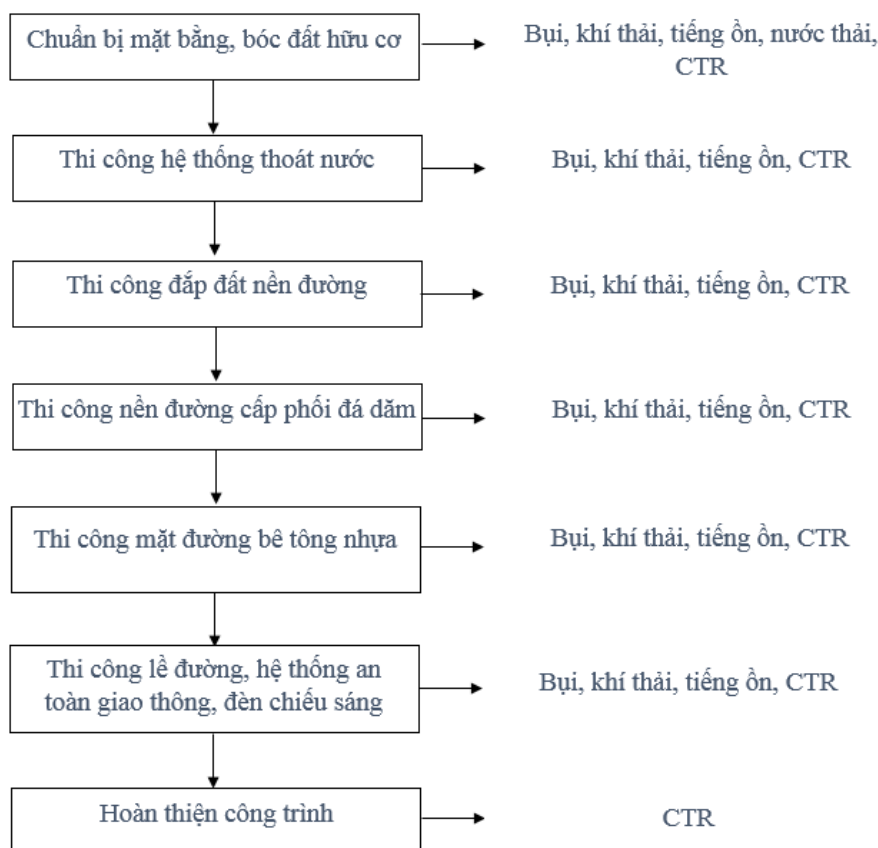 Chuẩn bị mặt bằng, bóc đất hữu cơ
Bụi, khí thải, tiếng ồn, nước thải,
CTR
Thi công hệ thống thoát nước
Bụi, khí thải, tiếng ồn, CTR
Thi công đắp đất nền đường
Bụi, khí thải, tiếng ồn, CTR
Thi công nền đường cấp phối đá dăm
Bụi, khí thải, tiếng ồn, CTR
Thi công mặt đường bê tông nhựa
Bụi, khí thải, tiếng ồn, CTR
Thi công lề đường, hệ thống an
toàn giao thông, đèn chiếu sáng
Bụi, khí thải, tiếng ồn, CTR
Hoàn thiện công trình
CTR